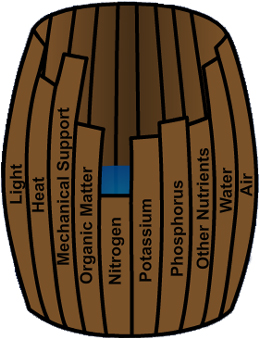 Light
Heat
Mechanical Support
Organic Matter
Nitrogen
Potassium
Phosphorus
Other Nutrients
Water
Air